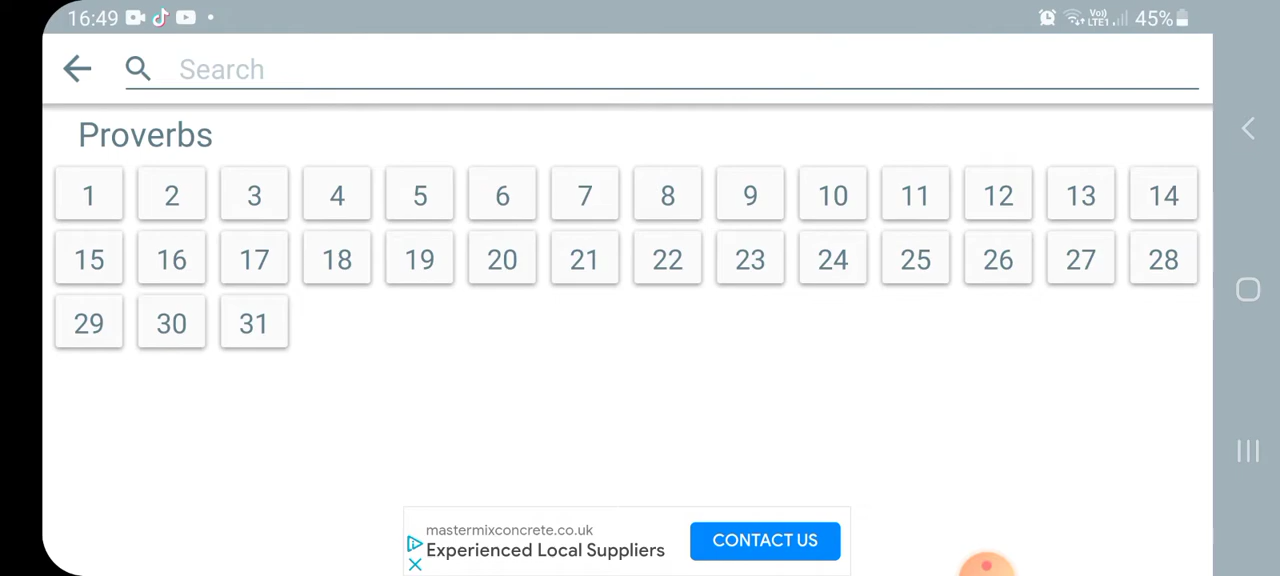 16:49 Vo)) LTE1 45%
Search
Proverbs
1 2 3 4 5 6 7 8 9 10 11 12 13 14
15 16 17 18 19 20 21 22 23 24 25 26 27 28
29 30 31
mastermixconcrete.co.uk
Experienced Local Suppliers
CONTACT US